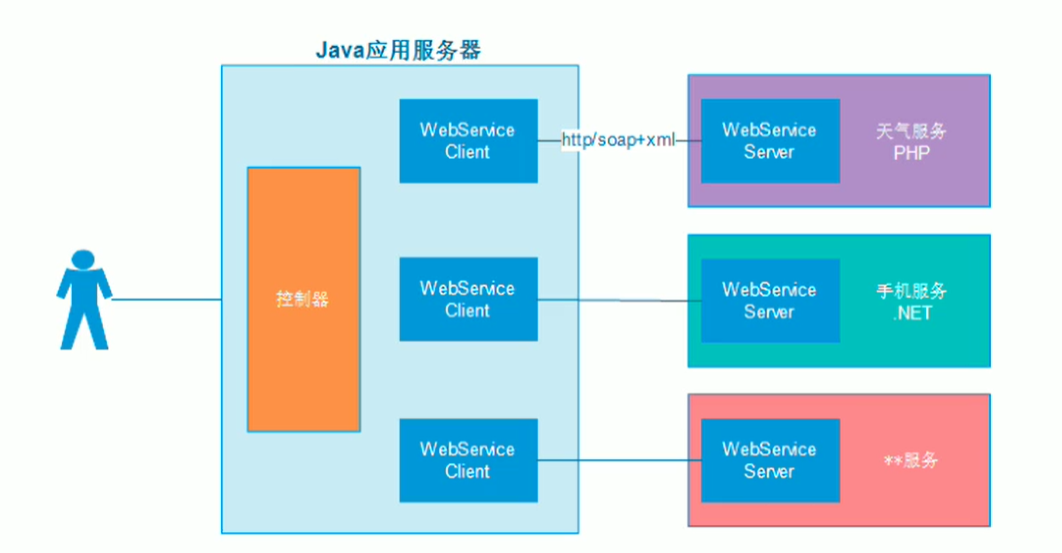 Java应用服务器
WebService
Client
http/soap+xml
WebService
Server
天气服务
PHP
控制器
WebService
Client
WebService
Server
手机服务
.NET
WebService
Client
WebService
Server
**服务